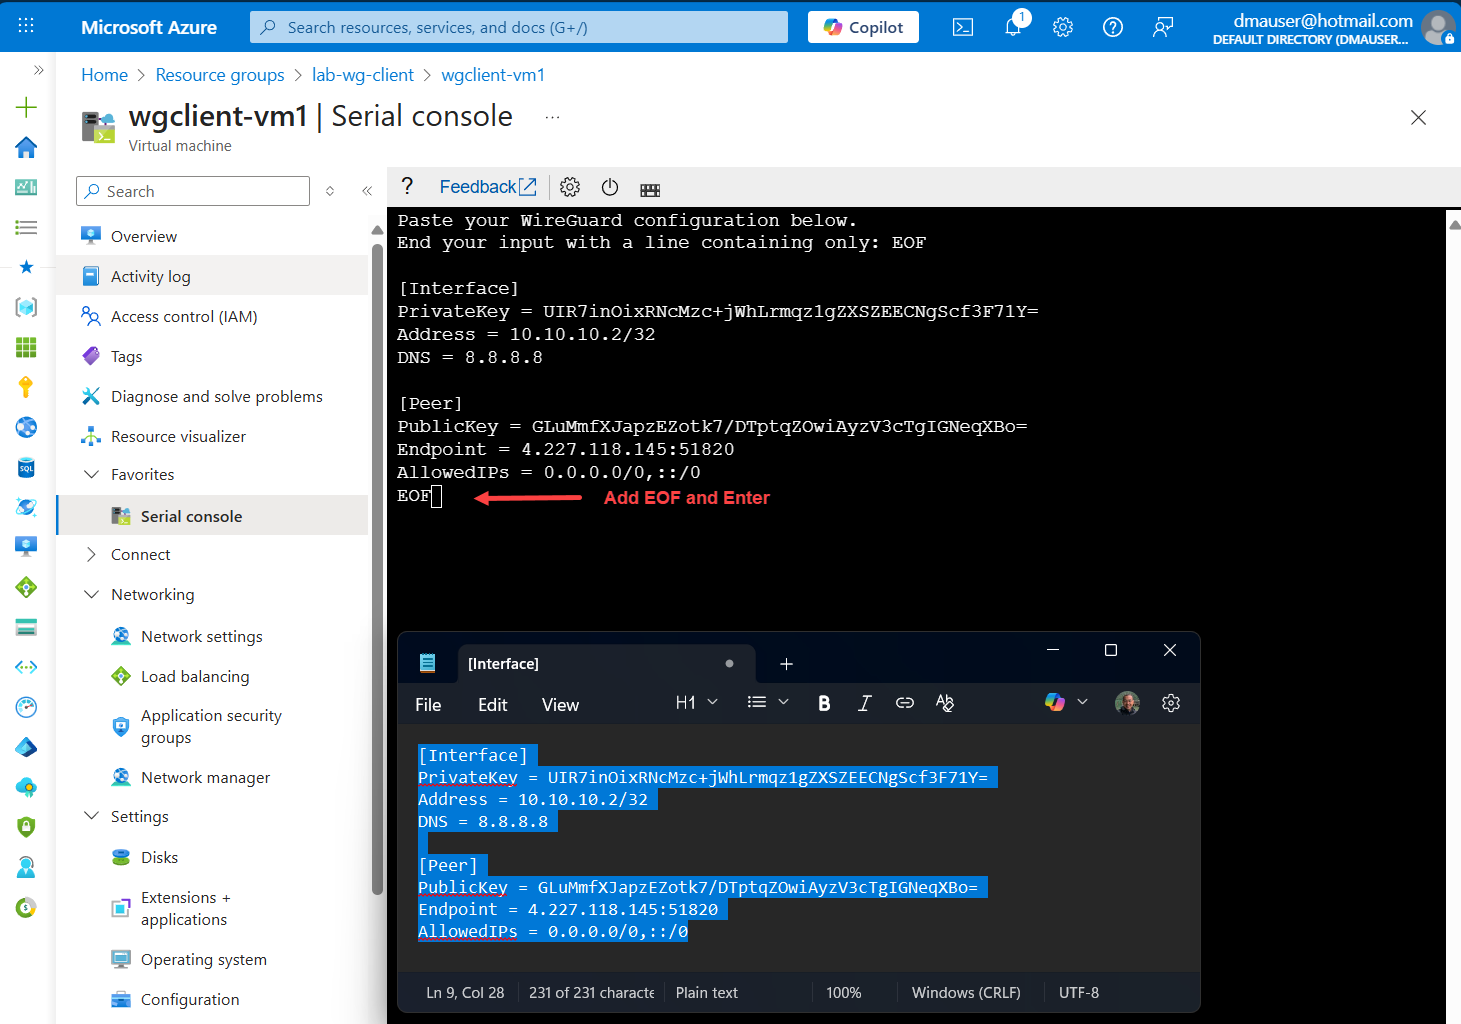 Microsoft Azure
Search resources, services, and docs (G+/)
Copilot
1
dmauser@hotmail.com
DEFAULT DIRECTORY (DMAUSER...
Home > Resource groups > lab-wg-client > wgclient-vm1
wgclient-vm1 | Serial console
Virtual machine
Search
Overview
Activity log
Access control (IAM)
Tags
Diagnose and solve problems
Resource visualizer
Favorites
Serial console
Connect
Networking
Network settings
Load balancing
Application security
groups
Network manager
Settings
Disks
Extensions +
applications
Operating system
Configuration
SQL
? Feedback
Paste your WireGuard configuration below.
End your input with a line containing only: EOF
[Interface]
PrivateKey = UIR7inOixRNcMzc+jWhLrmqz1gZXSZEECNgScf3F71Y=
Address = 10.10.10.2/32
DNS = 8.8.8.8
[Peer]
PublicKey = GLuMmfXJapzEZotk7/DTptqZOwiAyzV3cTgIGNeqXBo=
Endpoint = 4.227.118.145:51820
AllowedIPs = 0.0.0.0/0,::/0
EOF
Add EOF and Enter
[Interface]
File Edit View H1 B I
[Interface]
PrivateKey = UIR7inOixRNcMzc+jWhLrmqz1gZXSZEECNgScf3F71Y=
Address = 10.10.10.2/32
DNS = 8.8.8.8
[Peer]
PublicKey = GLuMmfXJapzEZotk7/DTptqZOwiAyzV3cTgIGNeqXBo=
Endpoint = 4.227.118.145:51820
AllowedIPs = 0.0.0.0/0,::/0
Ln 9, Col 28 231 of 231 characte Plain text 100% Windows (CRLF) UTF-8